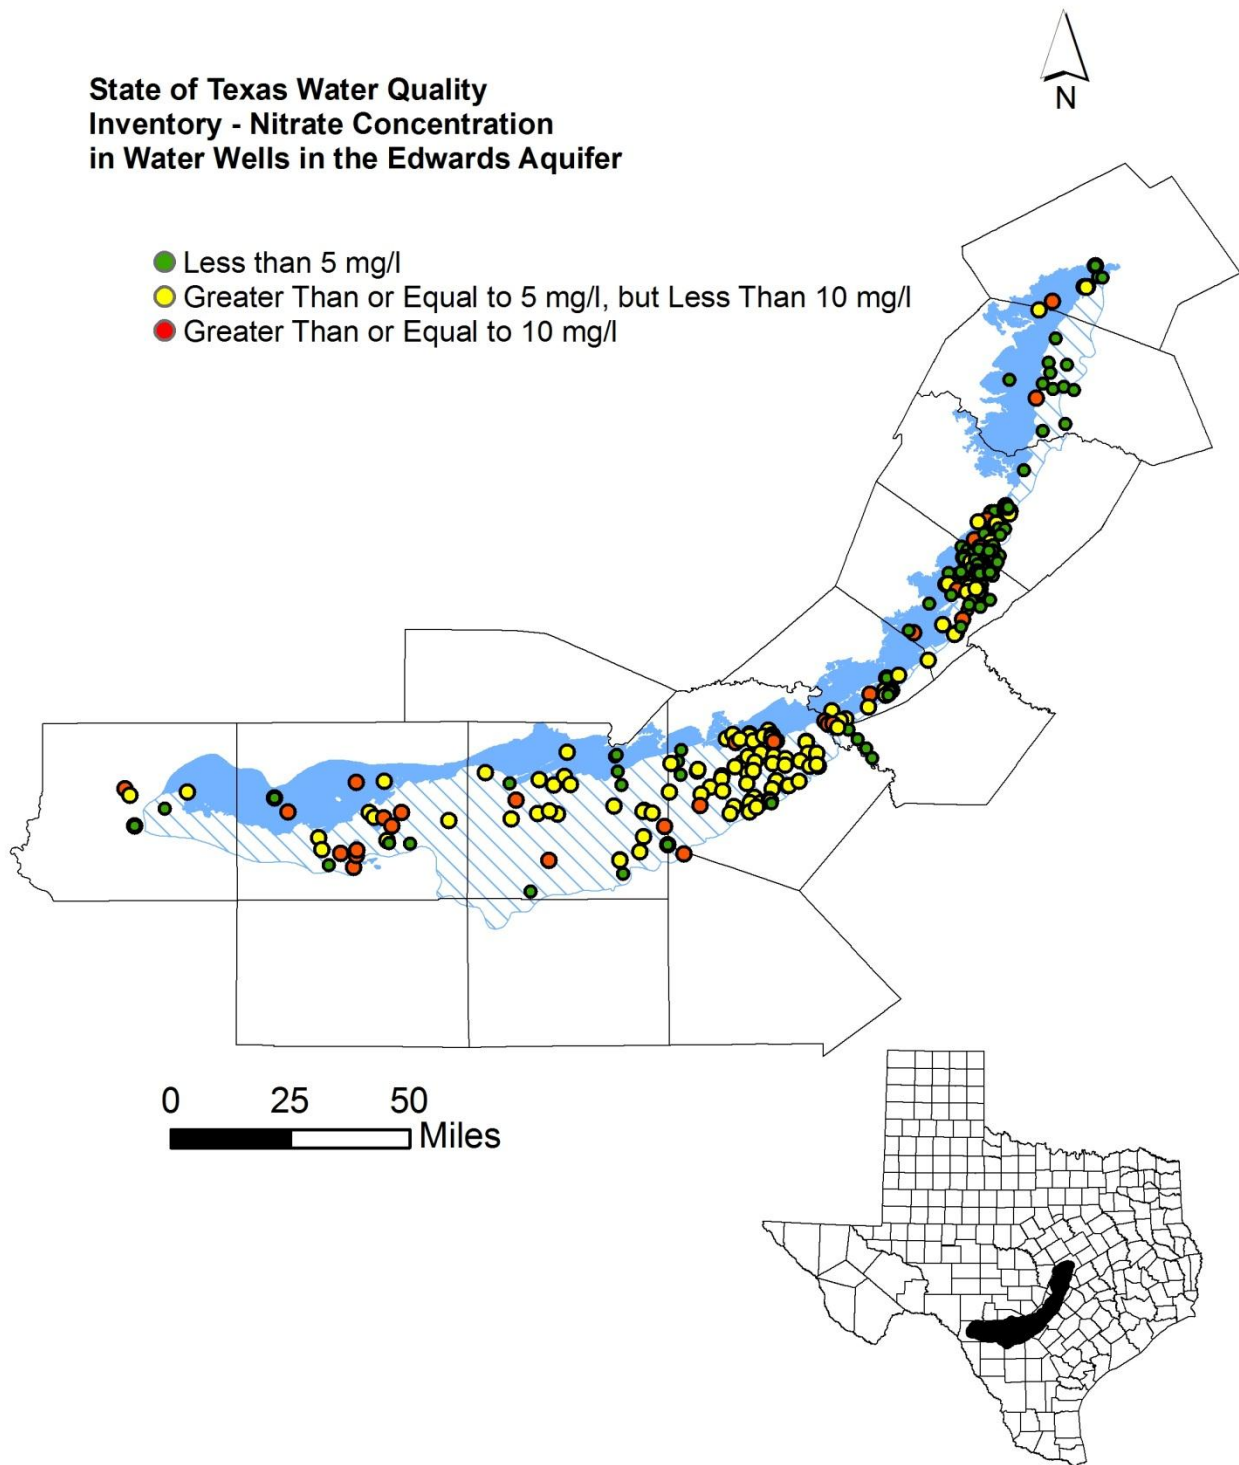 N
State of Texas Water Quality
Inventory - Nitrate Concentration
in Water Wells in the Edwards Aquifer
Less than 5 mg/l
Greater Than or Equal to 5 mg/l, but Less Than 10 mg/l
Greater Than or Equal to 10 mg/l
0 25 50
Miles